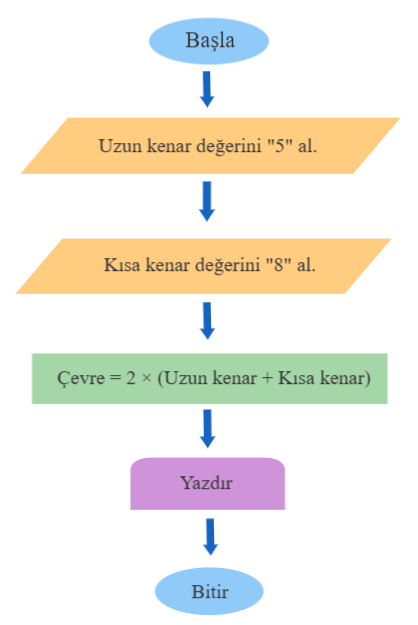 Başla
Uzun kenar değerini "5" al.
Kısa kenar değerini "8" al.
Çevre = 2 × (Uzun kenar + Kısa kenar)
Yazdır
Bitir